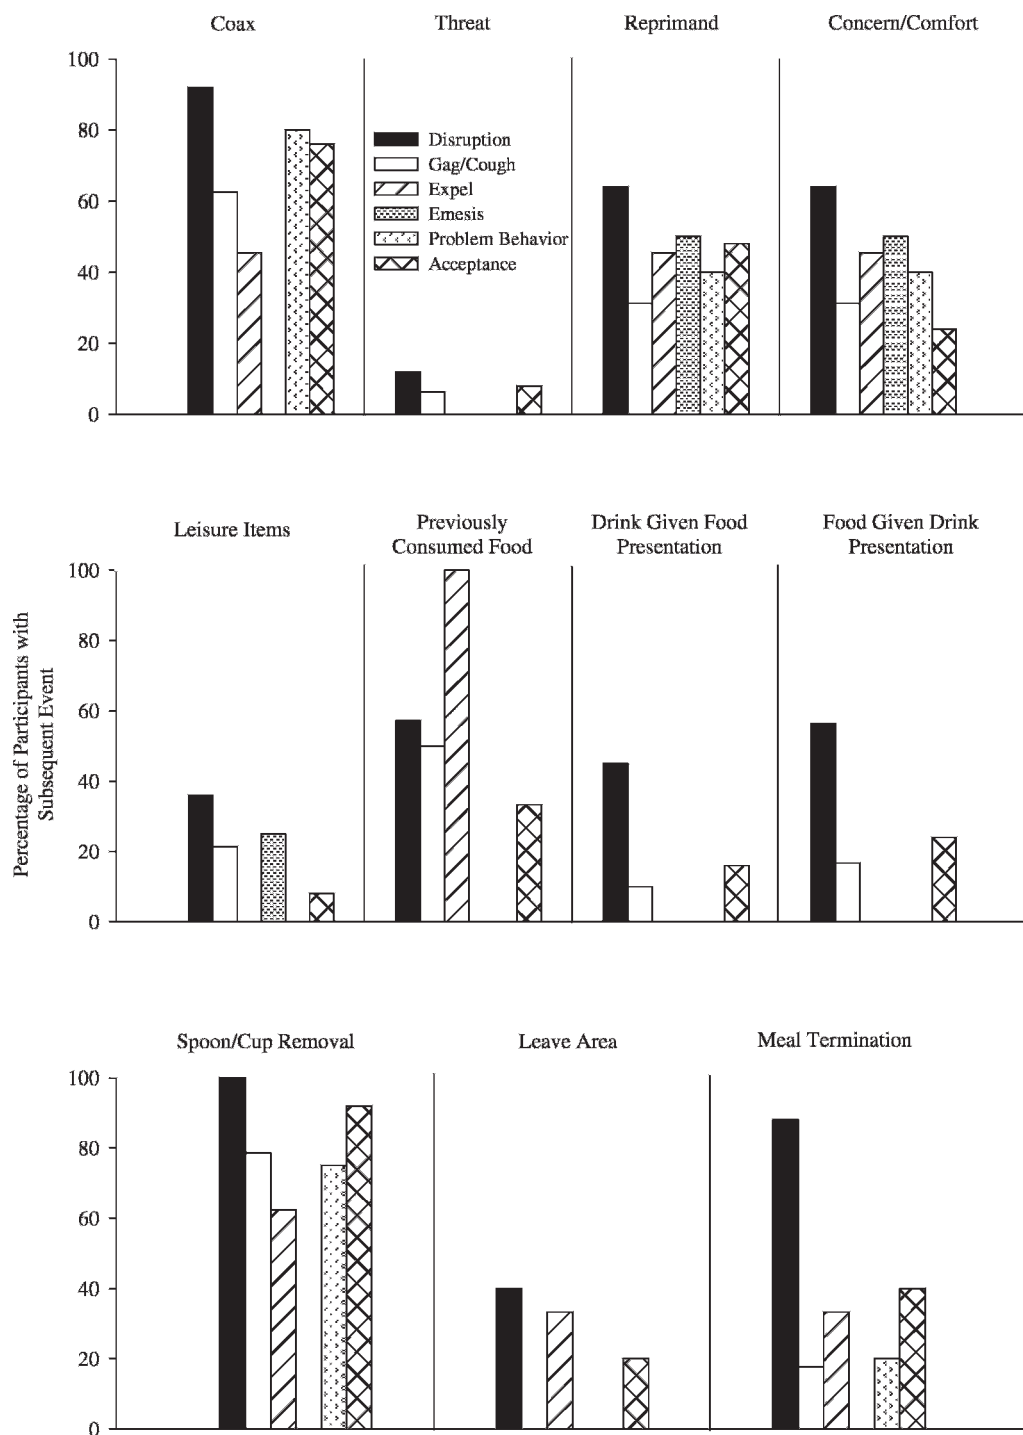 Coax Threat Reprimand Concern/Comfort
100
80
60
40
20
0
Disruption
Gag/Cough
Expel
Emesis
Problem Behavior
Acceptance
Percentage of Participants with
Subsequent Event
Leisure Items
Previously
Consumed Food
Drink Given Food
Presentation
Food Given Drink
Presentation
100
80
60
40
20
0
Spoon/Cup Removal Leave Area Meal Termination
100
80
60
40
20
0